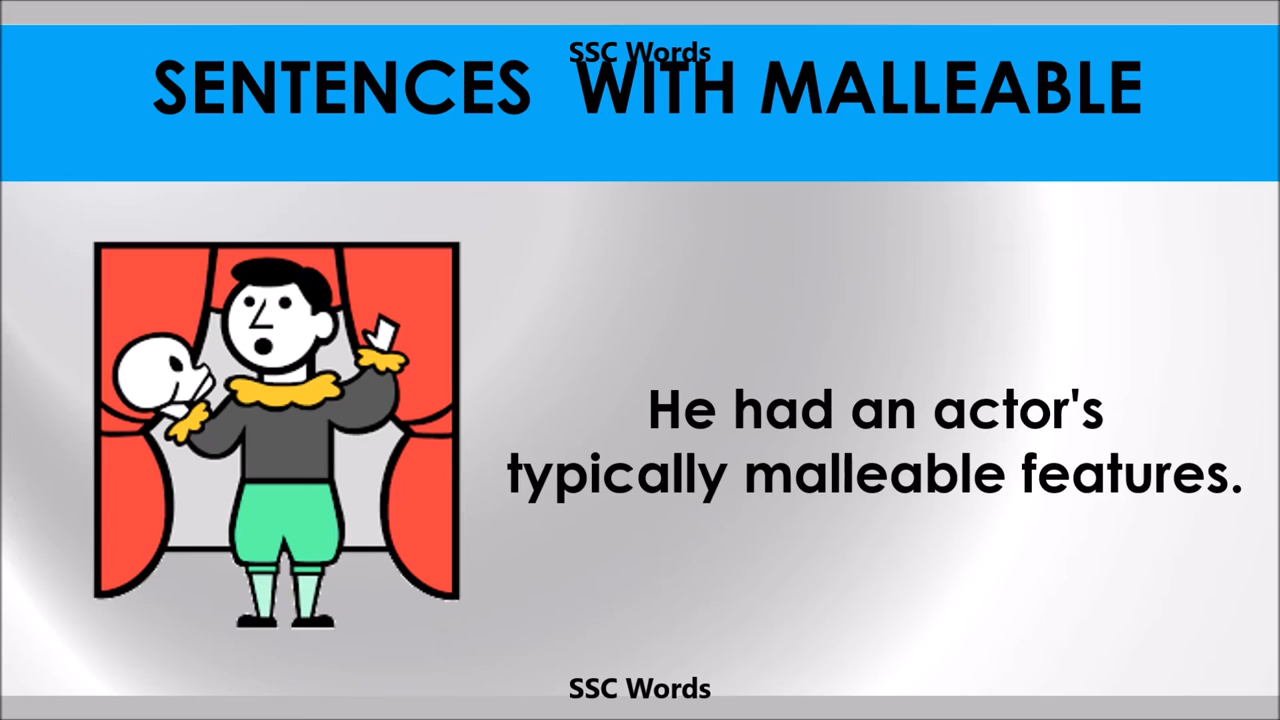 SSC Words
SENTENCES WITH MALLEABLE
He had an actor's
typically malleable features.
SSC Words